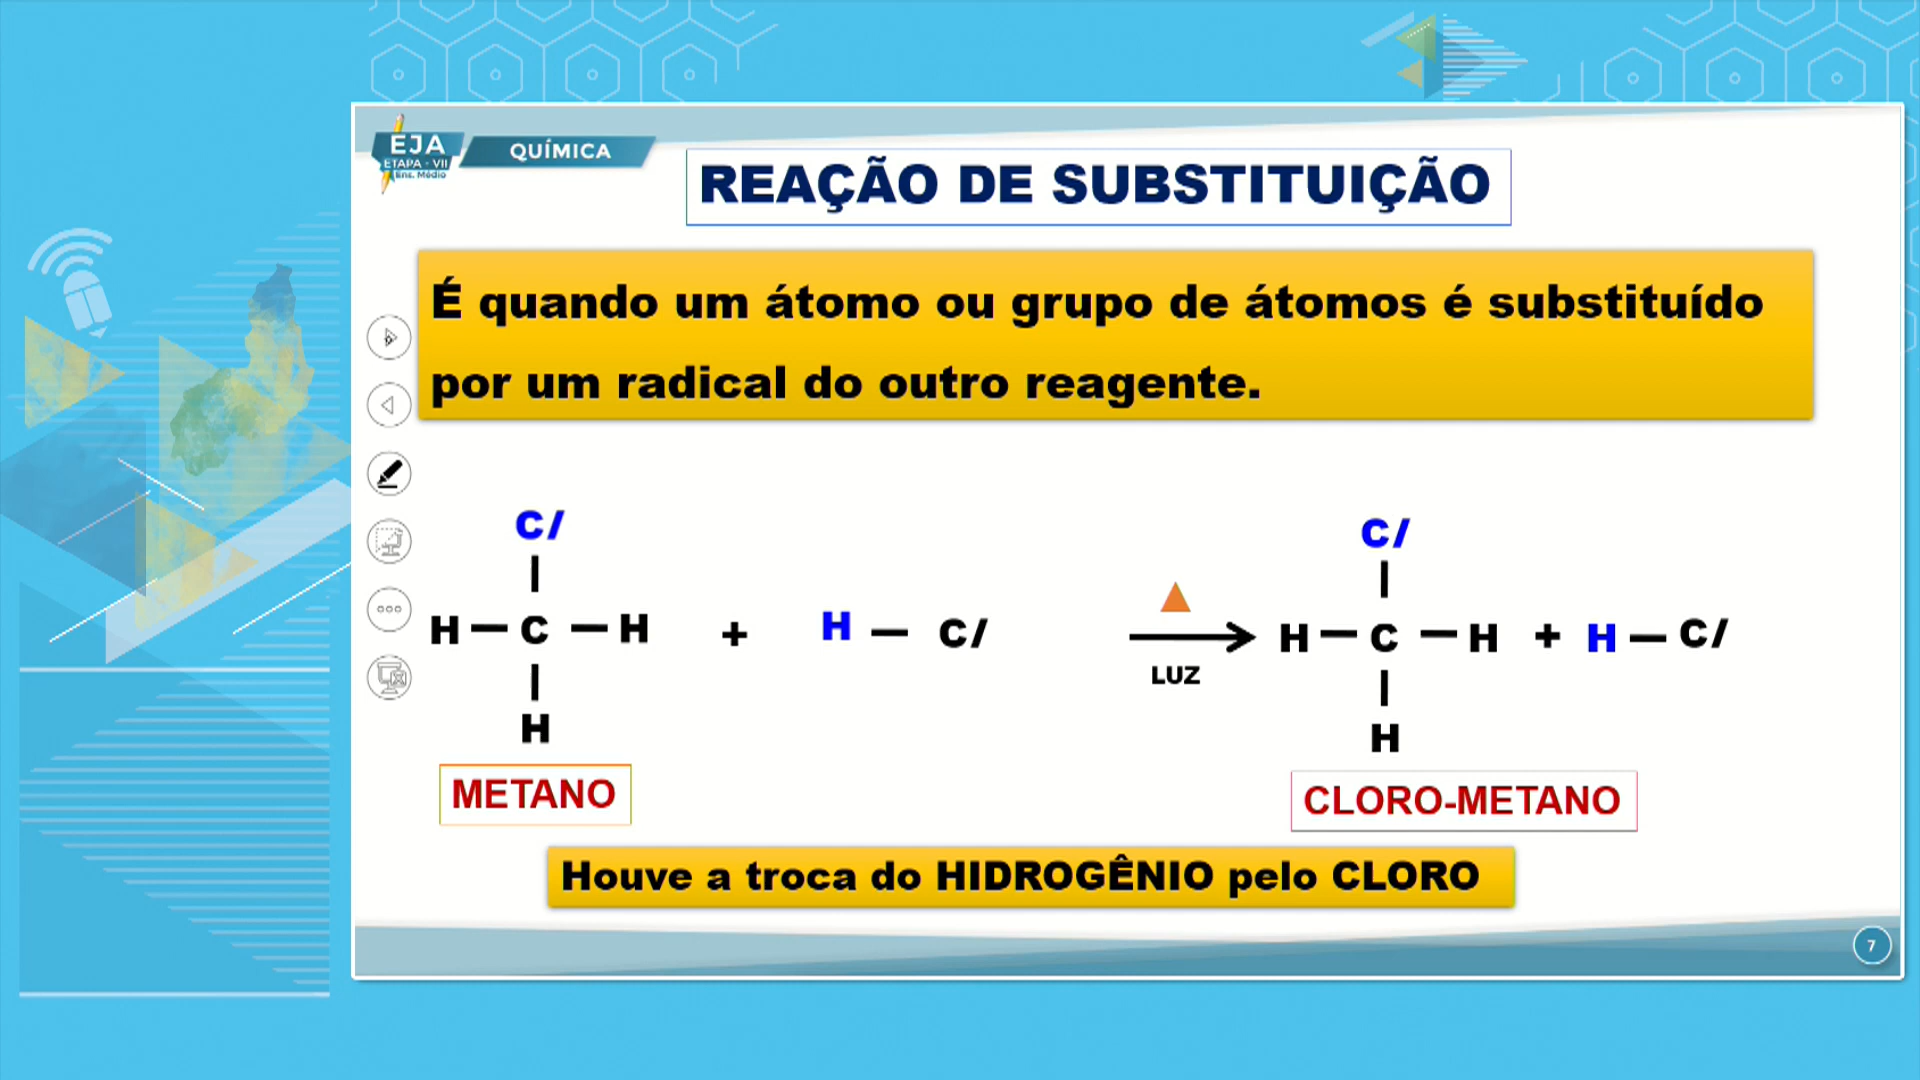 EJA
ETAPA - VII
Ens. Médio
QUÍMICA
REAÇÃO DE SUBSTITUIÇÃO
É quando um átomo ou grupo de átomos é substituído
por um radical do outro reagente.
Cl
H — C — H + H — Cl
H
METANO
LUZ
Cl
H — C — H + H — Cl
H
CLORO-METANO
Houve a troca do HIDROGÊNIO pelo CLORO
7